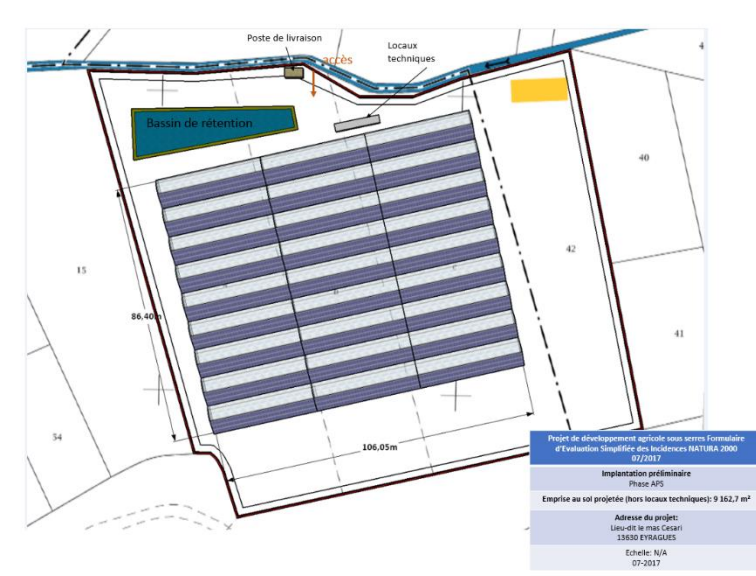 Poste de livraison
accès
Locaux
techniques
Bassin de rétention
40
42
15
86,40m
41
54
106,05m
Projet de développement agricole sous serres Formulaire
d'Evaluation Simplifiée des Incidences NATURA 2000
07/2017
Implantation préliminaire
Phase APS
Emprise au sol projetée (hors locaux techniques): 9 162,7 m²
Adresse du projet:
Lieu-dit le mas Cesari
13630 EYRAGUES
Echelle: N/A
07-2017